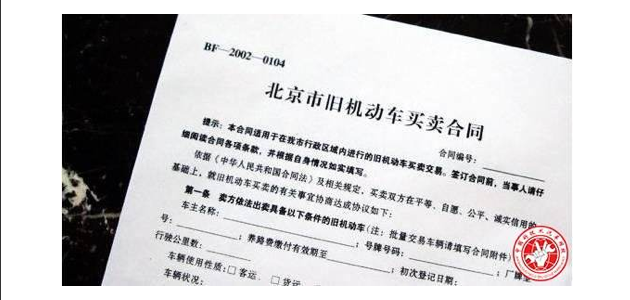 BF—2002—0104
北京市旧机动车买卖合同
合同编号：
提示：本合同适用于在我市行政区域内进行的旧机动车买卖交易。签订合同前，当事人请仔
细阅读合同各项条款，并根据自身情况如实填写。
依据《中华人民共和国合同法》及相关规定，买卖双方在平等、自愿、公平、诚实信用的
基础上，就旧机动车买卖的有关事宜协商达成协议如下：
第一条 卖方依法出卖具备以下条件的旧机动车（注：批量交易车辆请填写合同附件）
车主名称：；号牌号码：；厂牌型
号：；养路费缴付有效期至；初次登记日期：
行驶公里数：
车辆使用性质：□客运、□货运
车辆状况：